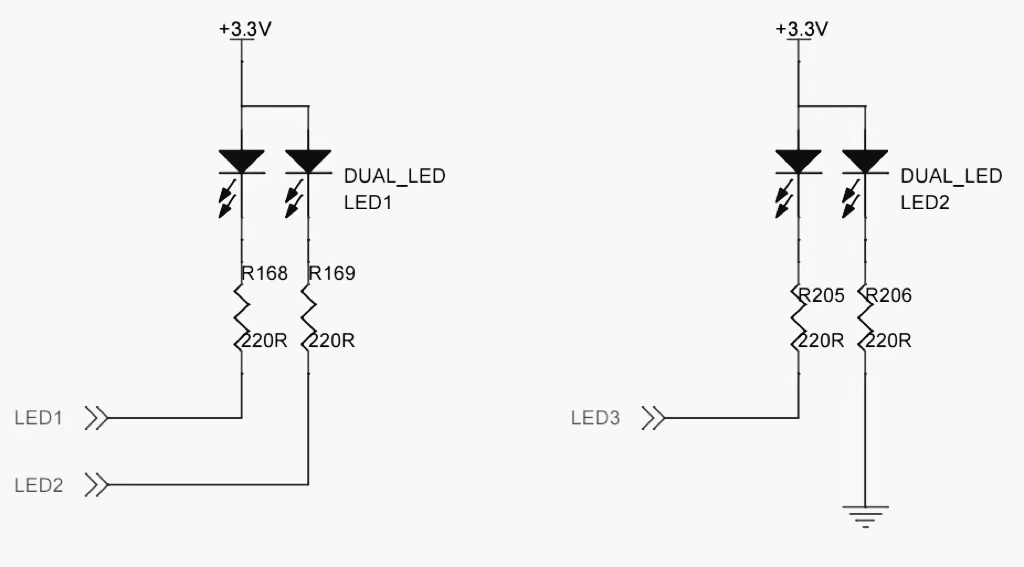 +3.3V
DUAL_LED
LED1
R168
R169
220R
220R
LED1
LED2
+3.3V
DUAL_LED
LED2
R205
R206
220R
220R
LED3